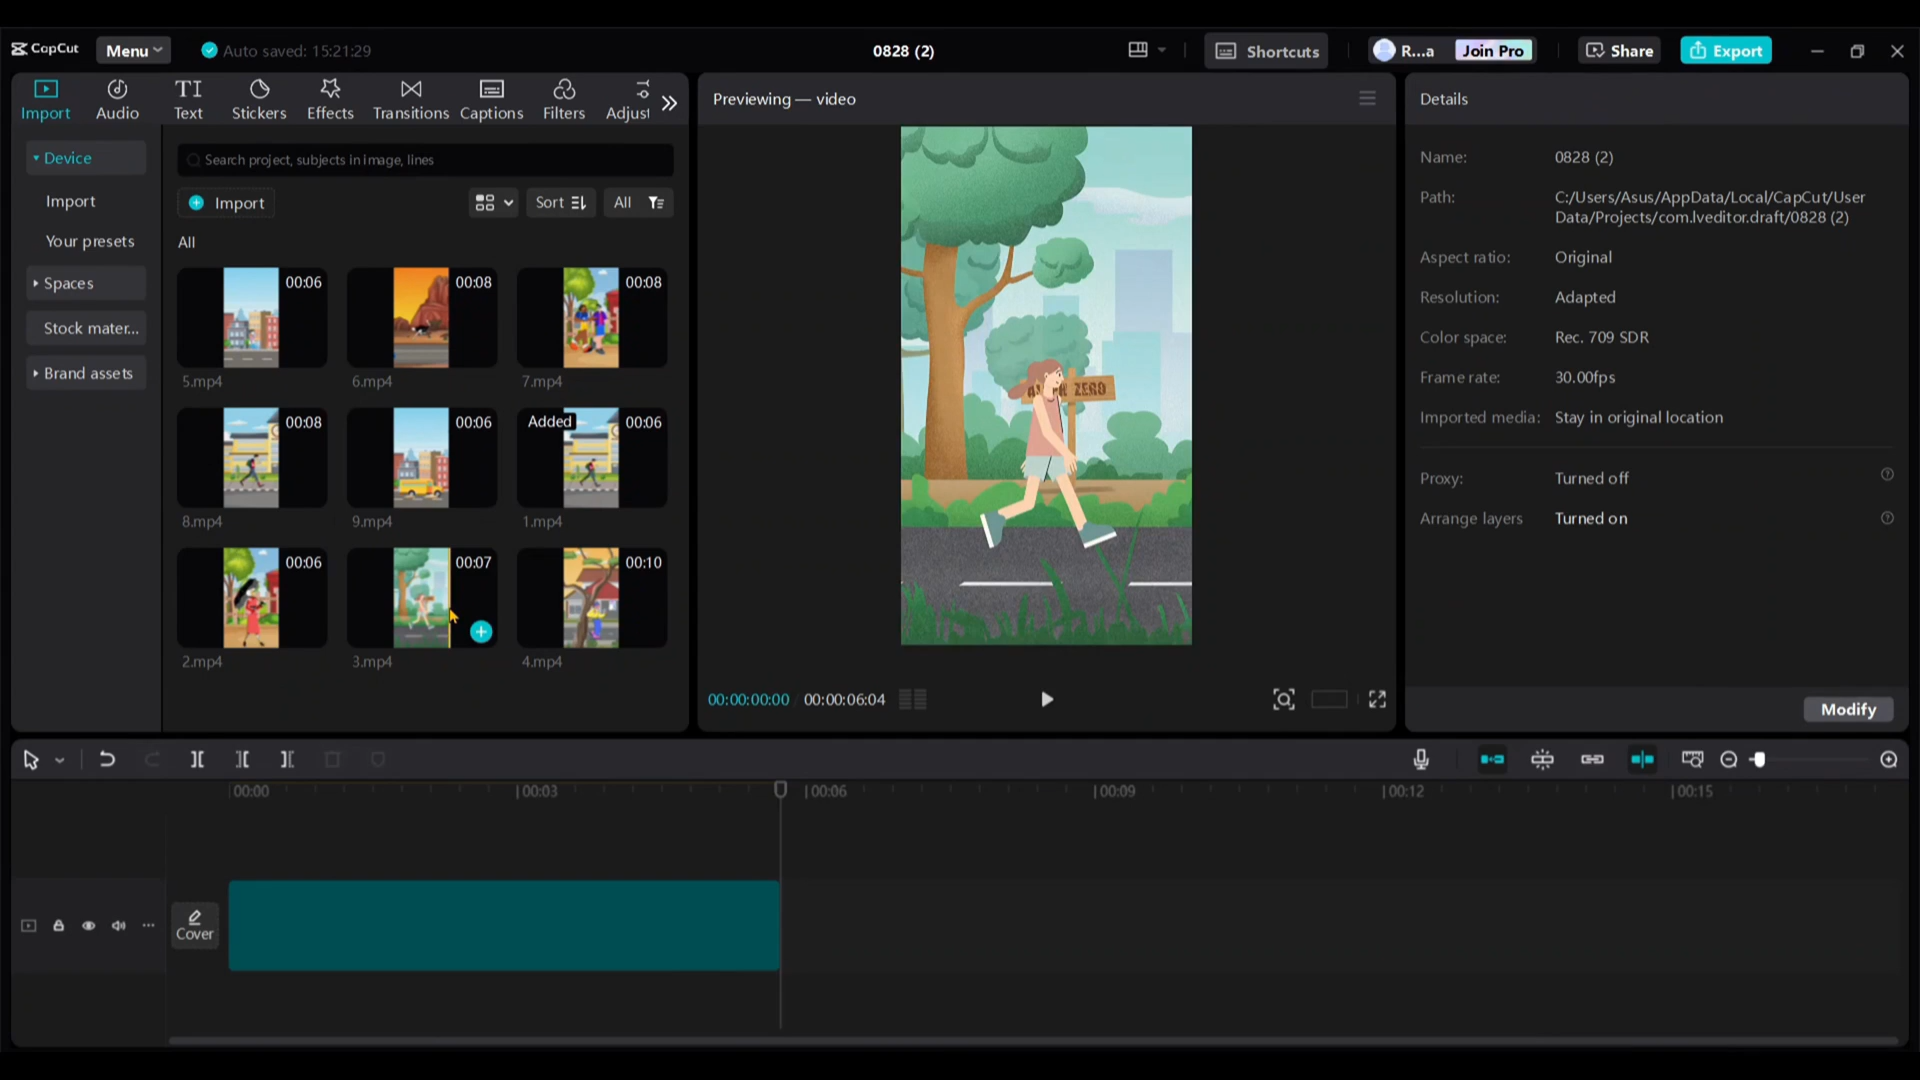 CapCut
Menu
Auto saved: 15:21:29
0828 (2)
Shortcuts
R...a
Join Pro
Share
Export
Import
Audio
Text
Stickers
Effects
Transitions
Captions
Filters
Adjust
Device
Import
Your presets
Spaces
Stock mater...
Brand assets
Search project, subjects in image, lines
Import
Sort
All
All
00:06
00:08
00:08
5.mp4
6.mp4
7.mp4
00:08
00:06
Added
00:06
8.mp4
9.mp4
1.mp4
00:06
00:07
00:10
2.mp4
3.mp4
4.mp4
Previewing — video
ZERO
00:00:00:00
00:00:06:04
Details
Name:
0828 (2)
Path:
C:/Users/Asus/AppData/Local/CapCut/User
Data/Projects/com.lveditor.draft/0828 (2)
Aspect ratio:
Original
Resolution:
Adapted
Color space:
Rec. 709 SDR
Frame rate:
30.00fps
Imported media:
Stay in original location
Proxy:
Turned off
Arrange layers
Turned on
Modify
00:00
00:03
00:06
00:09
00:12
00:15
Cover